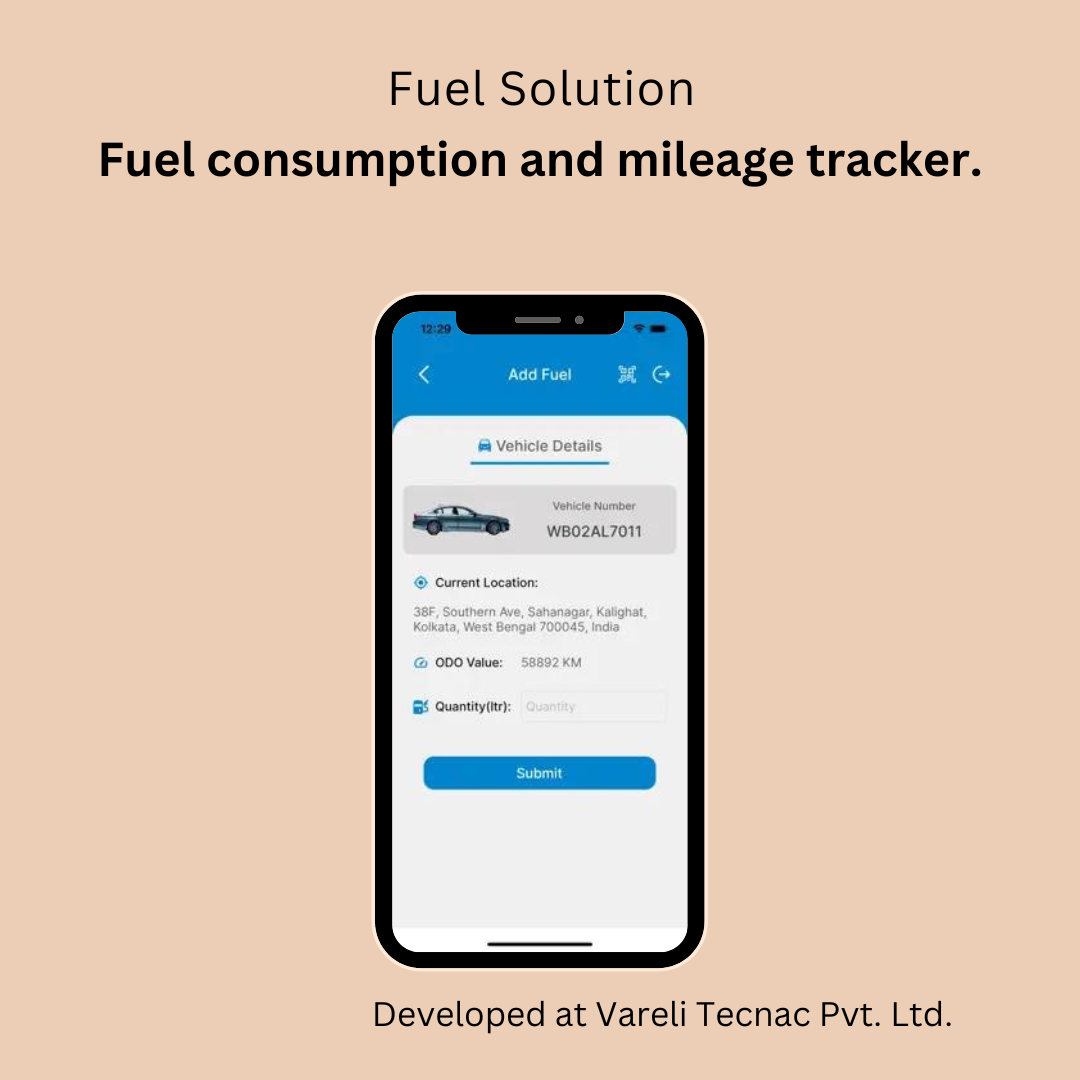 Fuel Solution
Fuel consumption and mileage tracker.
12:29
Add Fuel
Vehicle Details
Vehicle Number
WB02AL7011
Current Location:
38F, Southern Ave, Sahanagar, Kalighat,
Kolkata, West Bengal 700045, India
ODO Value: 58892 KM
Quantity(ltr): Quantity
Submit
Developed at Vareli Tecnac Pvt. Ltd.